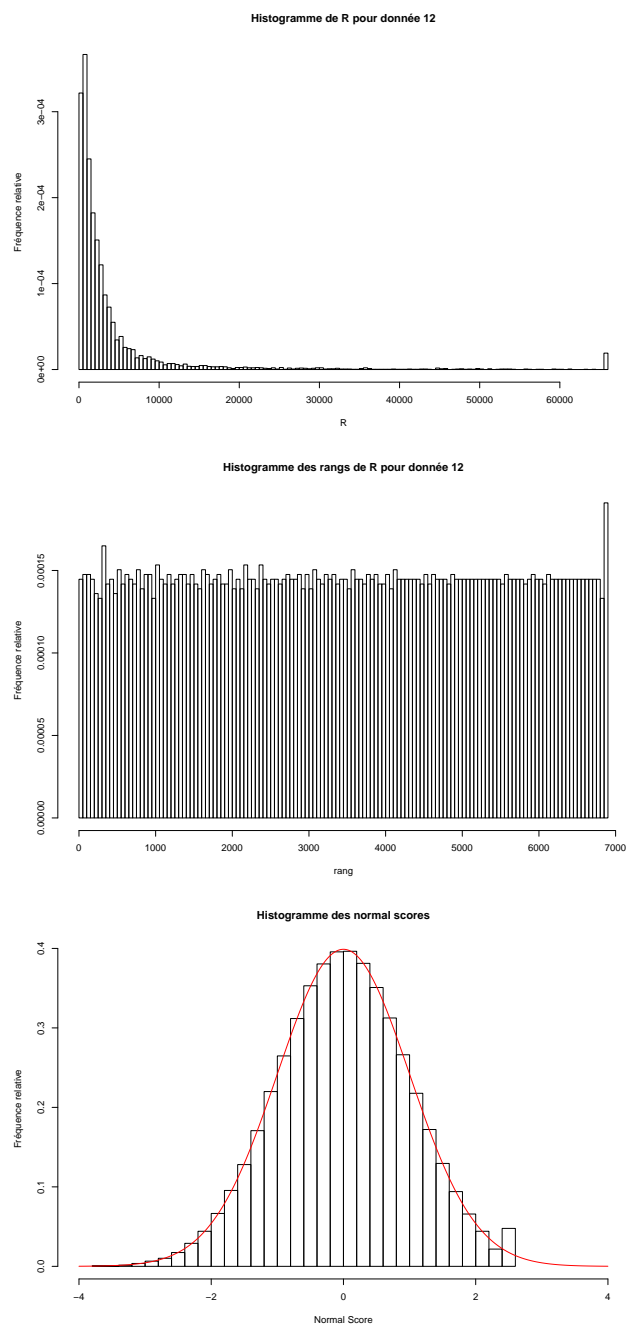 Histogramme de R pour donnée 12
Fréquence relative
3e−04
2e−04
1e−04
0e+00
0 10000 20000 30000 40000 50000 60000
R
Histogramme des rangs de R pour donnée 12
Fréquence relative
0.00015
0.00010
0.00005
0.00000
0 1000 2000 3000 4000 5000 6000 7000
rang
Histogramme des normal scores
Fréquence relative
0.4
0.3
0.2
0.1
0.0
−4 −2 0 2 4
Normal Score